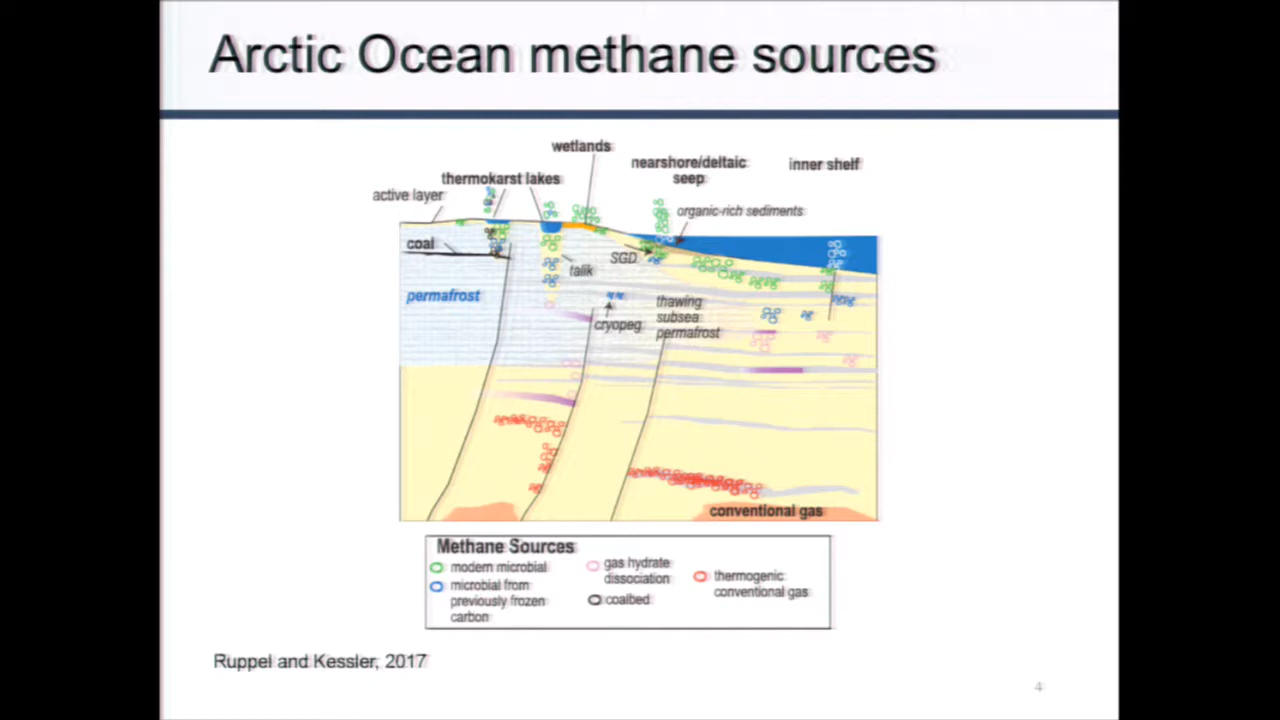 Arctic Ocean methane sources
wetlands
nearshore/deltaic
seep
inner shelf
thermokarst lakes
active layer
organic-rich sediments
coal
SGD
talik
permafrost
cryopeg
thawing
subsea
permafrost
conventional gas
Methane Sources
modern microbial
microbial from
previously frozen
carbon
gas hydrate
dissociation
coalbed
thermogenic
conventional gas
Ruppel and Kessler, 2017
4